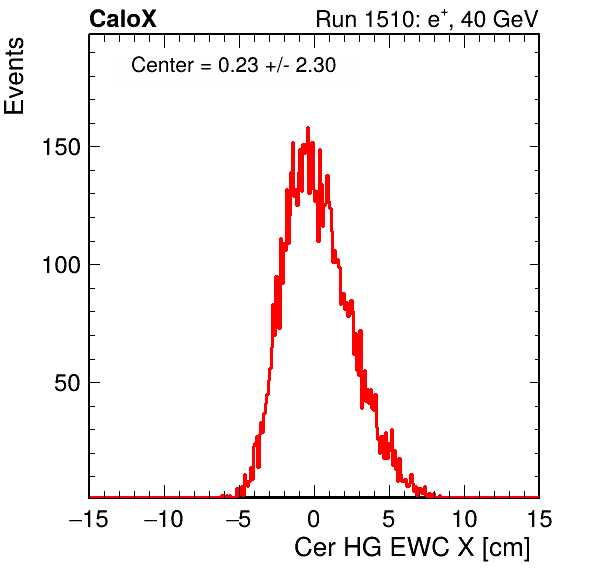 CaloX Run 1510: e⁺, 40 GeV
Events
Center = 0.23 +/- 2.30
150
100
50
−15 −10 −5 0 5 10 15
Cer HG EWC X [cm]